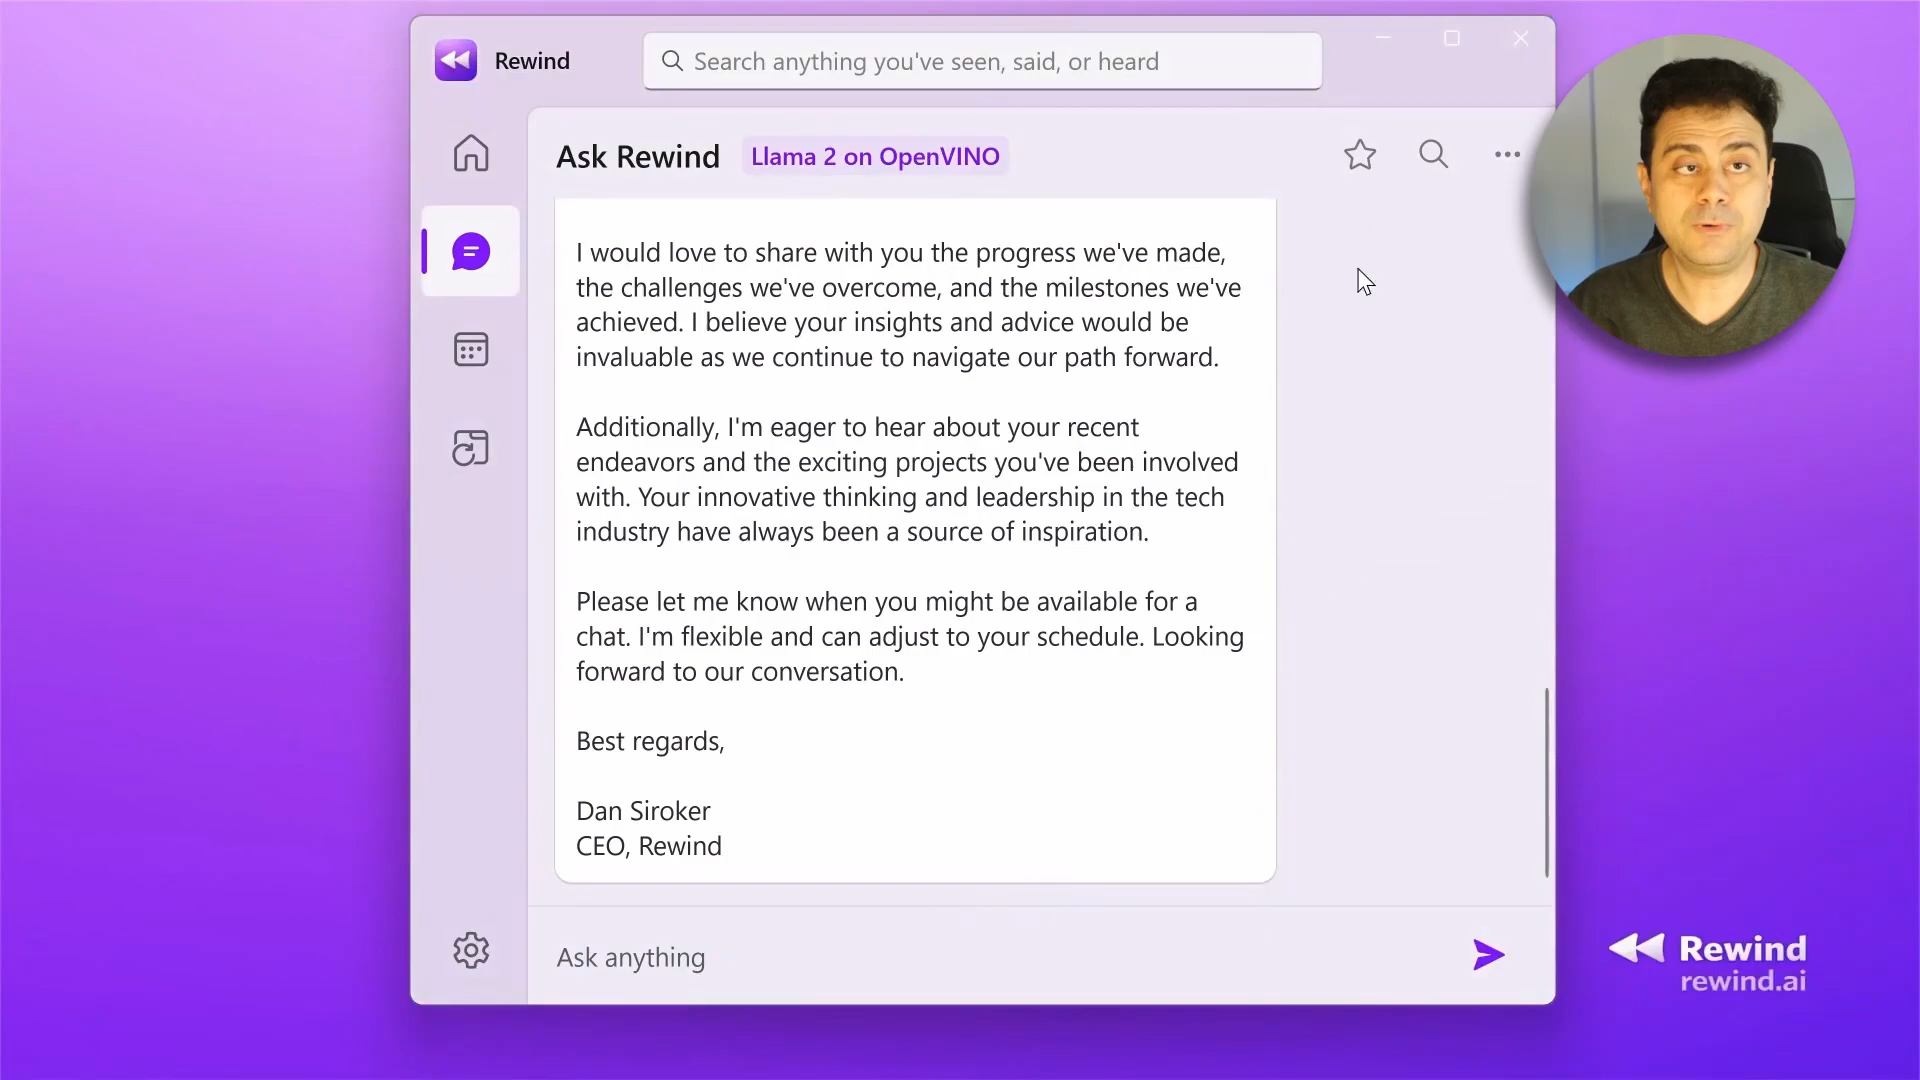 Rewind
Search anything you've seen, said, or heard
Ask Rewind
Llama 2 on OpenVINO
I would love to share with you the progress we've made,
the challenges we've overcome, and the milestones we've
achieved. I believe your insights and advice would be
invaluable as we continue to navigate our path forward.
Additionally, I'm eager to hear about your recent
endeavors and the exciting projects you've been involved
with. Your innovative thinking and leadership in the tech
industry have always been a source of inspiration.
Please let me know when you might be available for a
chat. I'm flexible and can adjust to your schedule. Looking
forward to our conversation.
Best regards,
Dan Siroker
CEO, Rewind
Ask anything
Rewind
rewind.ai